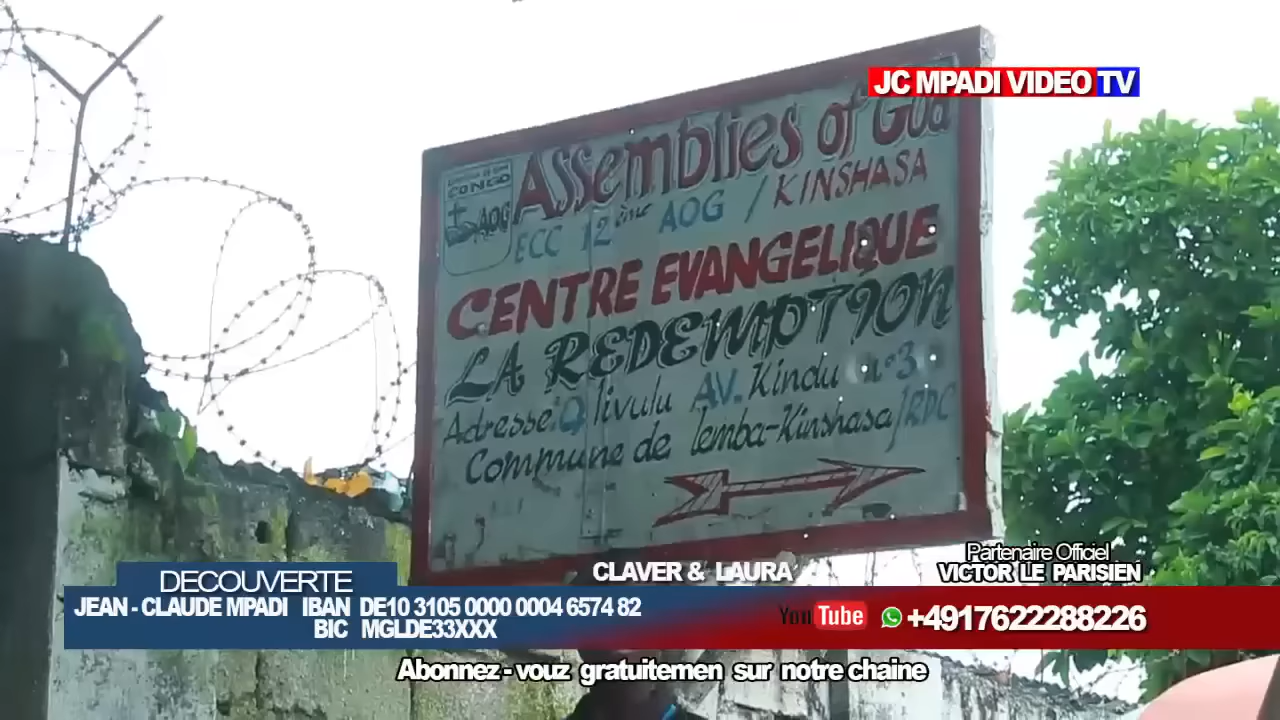 JC MPADI VIDEO TV
Assemblies of God
CONGO
AOG
ECC 12ème AOG / KINSHASA
CENTRE EVANGELIQUE
LA REDEMPTION
Adresse: Q. livulu AV. Kindu n°3
Commune de lemba-Kinshasa/RDC
Partenaire Officiel
CLAVER & LAURA
VICTOR LE PARISIEN
DECOUVERTE
JEAN - CLAUDE MPADI IBAN DE10 3105 0000 0004 6574 82
BIC MGLDE33XXX
YouTube
+4917622288226
Abonnez - vouz gratuitemen sur notre chaine